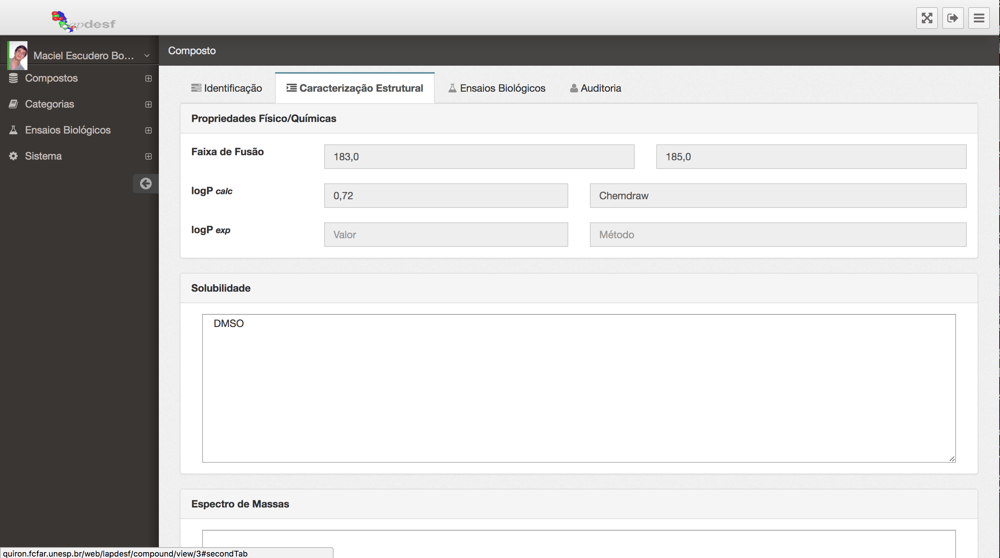 Lapdesf
Maciel Escudero Bo...
Compostos
Categorias
Ensaios Biológicos
Sistema
Composto
Identificação
Caracterização Estrutural
Ensaios Biológicos
Auditoria
Propriedades Físico/Químicas
Faixa de Fusão
183,0
185,0
logP calc
0,72
Chemdraw
logP exp
Valor
Método
Solubilidade
DMSO
Espectro de Massas
quiron.fcfar.unesp.br/web/lapdesf/compound/view/3#secondTab